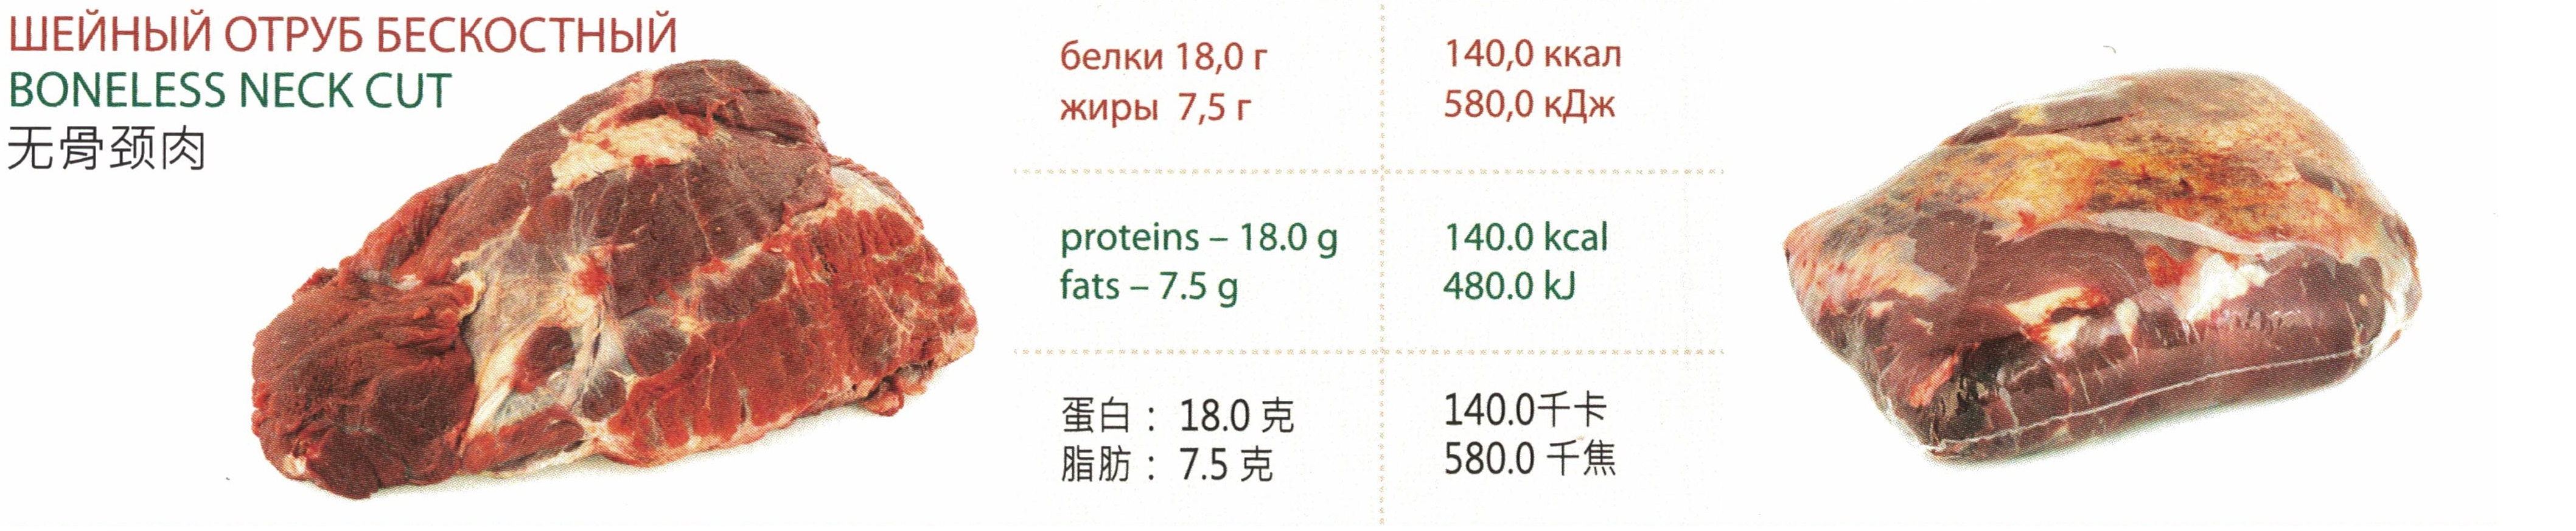 ШЕЙНЫЙ ОТРУБ БЕСКОСТНЫЙ
BONELESS NECK CUT
无骨颈肉
белки 18,0 г
жиры 7,5 г
140,0 ккал
580,0 кДж
proteins – 18.0 g
fats – 7.5 g
140.0 kcal
480.0 kJ
蛋白： 18.0 克
脂肪： 7.5 克
140.0千卡
580.0 千焦